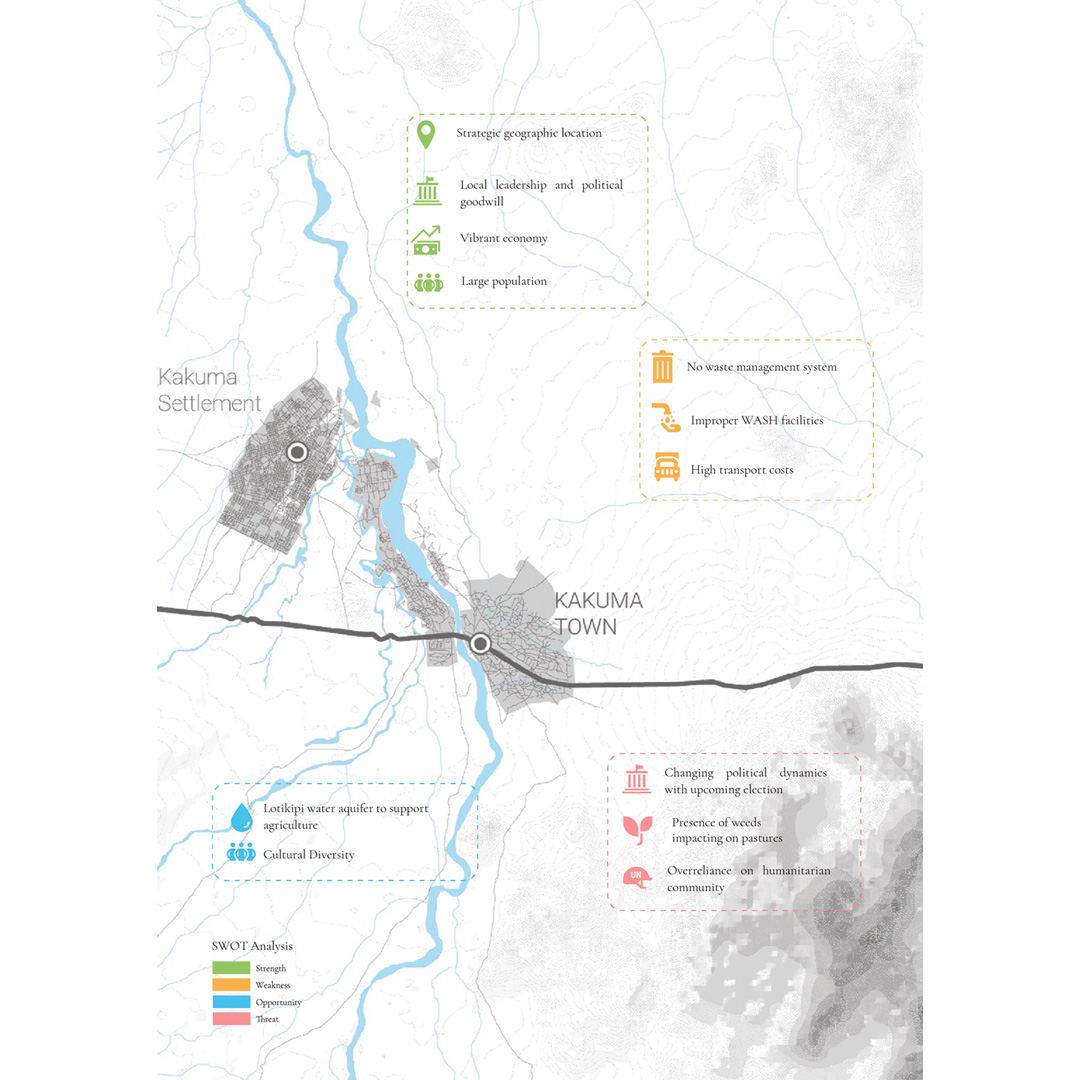 Strategic geographic location
Local leadership and political
goodwill
Vibrant economy
Large population
No waste management system
Improper WASH facilities
High transport costs
Kakuma
Settlement
KAKUMA
TOWN
Changing political dynamics
with upcoming election
Presence of weeds
impacting on pastures
UN
Overreliance on humanitarian
community
Lotikipi water aquifer to support
agriculture
Cultural Diversity
SWOT Analysis
Strength
Weakness
Opportunity
Threat